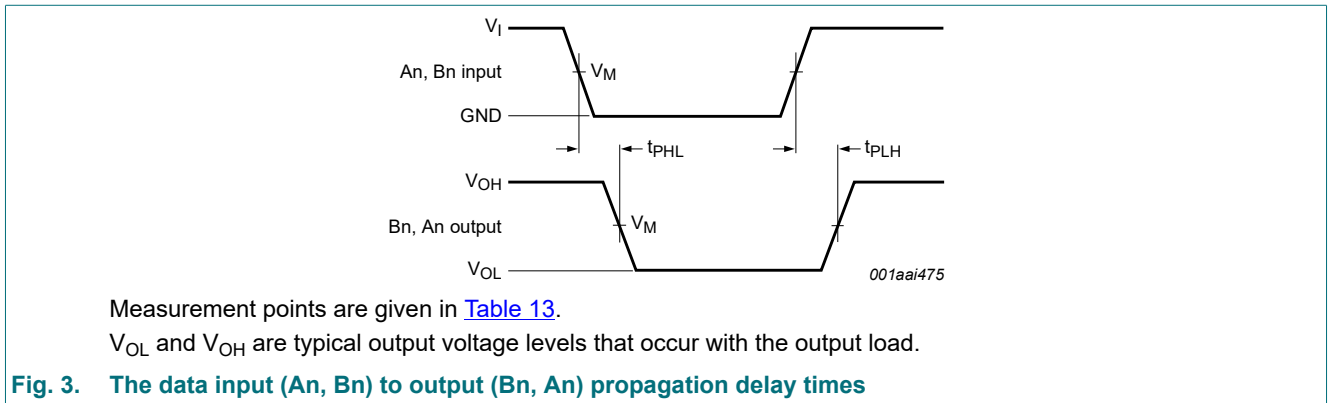 VI
An, Bn input
VM
GND
tPHL
tPLH
VOH
Bn, An output
VM
VOL
001aai475
Measurement points are given in Table 13.
VOL and VOH are typical output voltage levels that occur with the output load.
Fig. 3. The data input (An, Bn) to output (Bn, An) propagation delay times